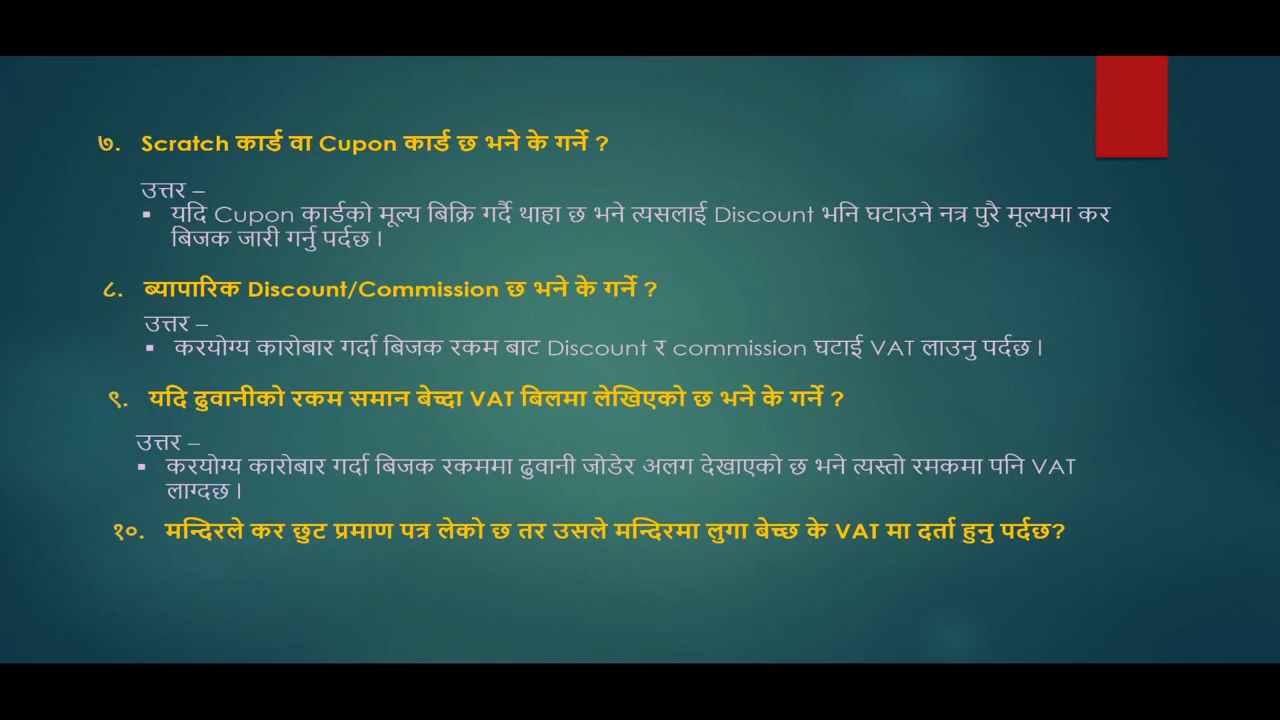 ७. Scratch कार्ड वा Cupon कार्ड छ भने के गर्ने ?
उत्तर –
▪ यदि Cupon कार्डको मूल्य बिक्रि गर्दै थाहा छ भने त्यसलाई Discount भनि घटाउने नत्र पुरै मूल्यमा कर
बिजक जारी गर्नु पर्दछ ।
८. ब्यापारिक Discount/Commission छ भने के गर्ने ?
उत्तर –
▪ करयोग्य कारोबार गर्दा बिजक रकम बाट Discount र commission घटाई VAT लाउनु पर्दछ ।
९. यदि ढुवानीको रकम समान बेच्दा VAT बिलमा लेखिएको छ भने के गर्ने ?
उत्तर –
▪ करयोग्य कारोबार गर्दा बिजक रकममा ढुवानी जोडेर अलग देखाएको छ भने त्यस्तो रमकमा पनि VAT
लाग्दछ ।
१०. मन्दिरले कर छुट प्रमाण पत्र लेको छ तर उसले मन्दिरमा लुगा बेच्छ के VAT मा दर्ता हुनु पर्दछ?